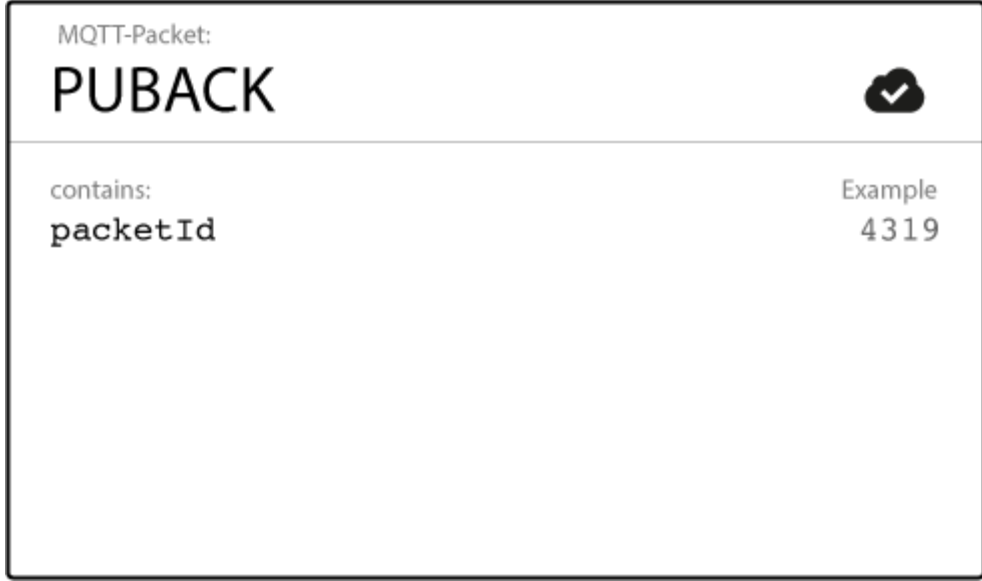 MQTT-Packet:
PUBACK
contains:
Example
packetId
4319